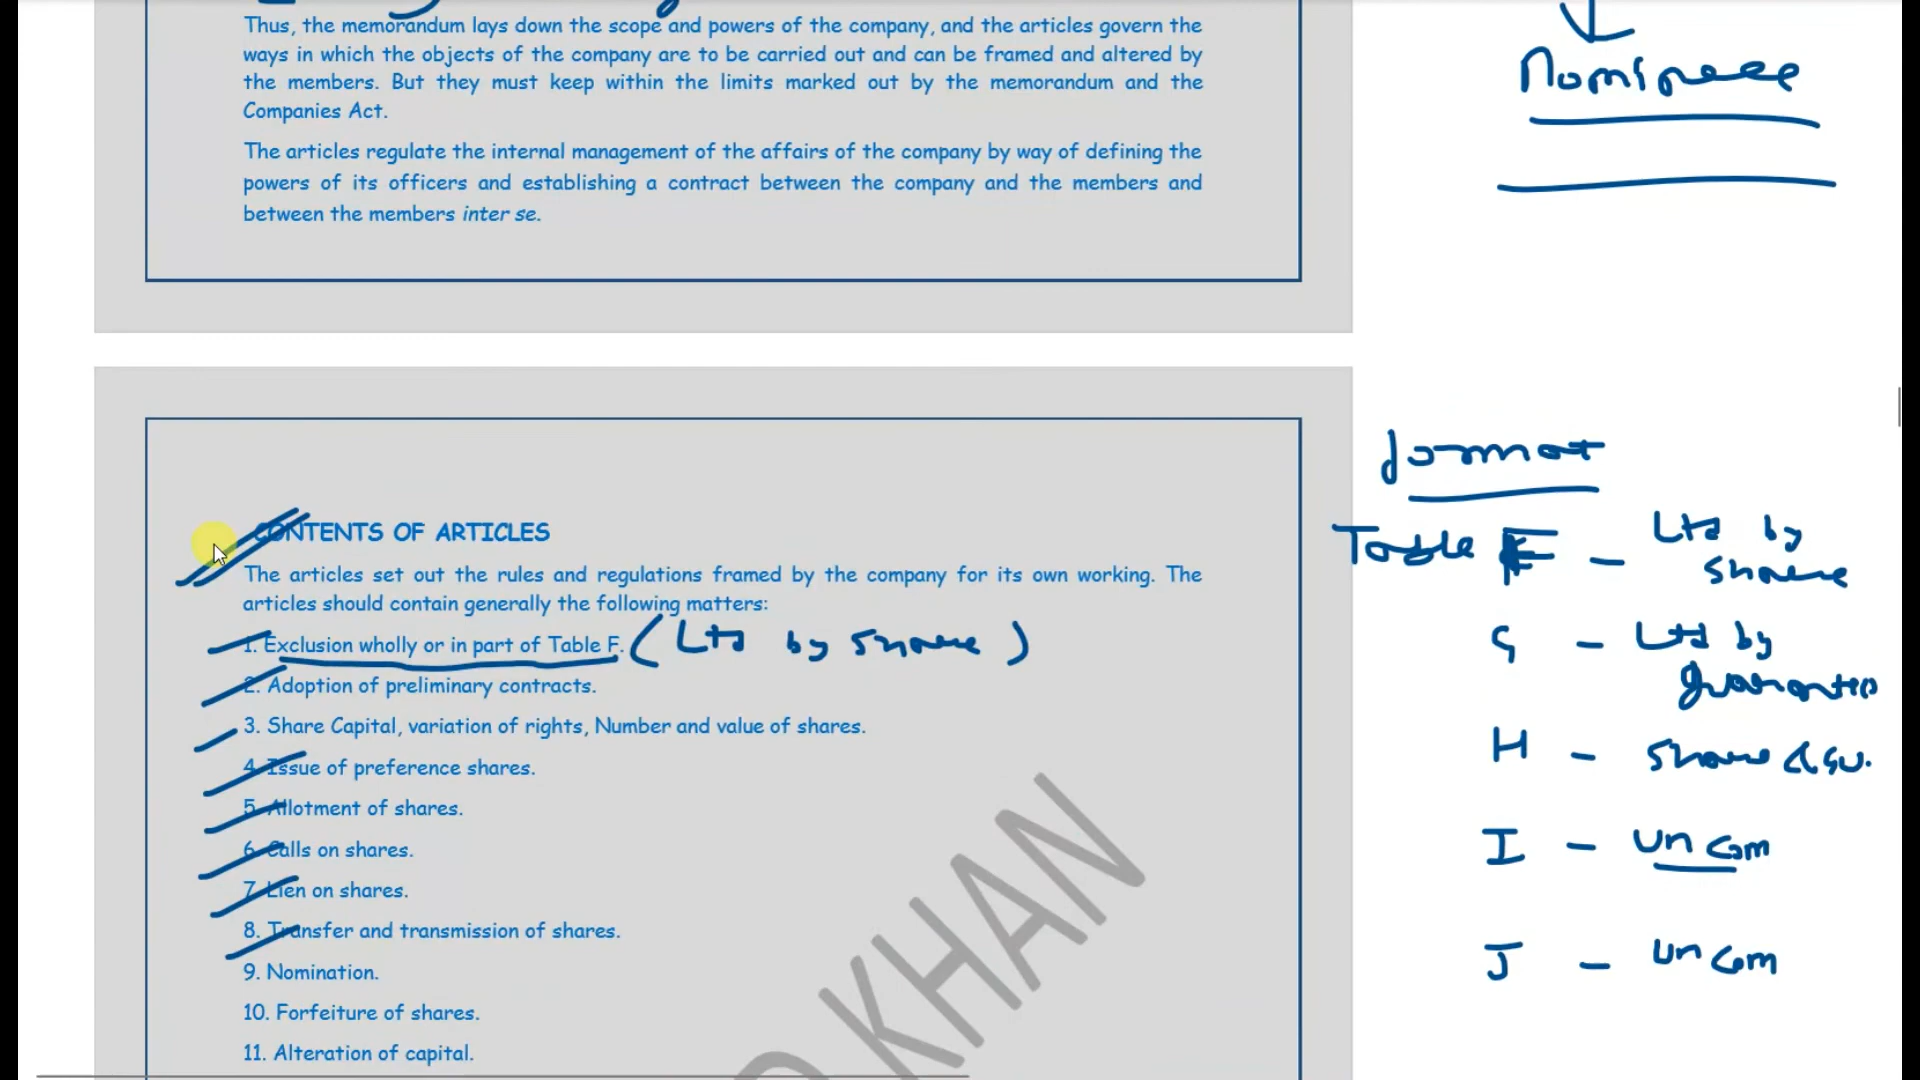 Thus, the memorandum lays down the scope and powers of the company, and the articles govern the
ways in which the objects of the company are to be carried out and can be framed and altered by
the members. But they must keep within the limits marked out by the memorandum and the
Companies Act.
The articles regulate the internal management of the affairs of the company by way of defining the
powers of its officers and establishing a contract between the company and the members and
between the members inter se.
Nominee
CONTENTS OF ARTICLES
The articles set out the rules and regulations framed by the company for its own working. The
articles should contain generally the following matters:
1. Exclusion wholly or in part of Table F. (Ltd by share)
2. Adoption of preliminary contracts.
3. Share Capital, variation of rights, Number and value of shares.
4. Issue of preference shares.
5. Allotment of shares.
6. Calls on shares.
7. Lien on shares.
8. Transfer and transmission of shares.
9. Nomination.
10. Forfeiture of shares.
11. Alteration of capital.
format
Table F - Ltd by
share
G - Ltd by
guarantee
H - Share & Gu.
I - Un Com
J - Un Com
KHAN